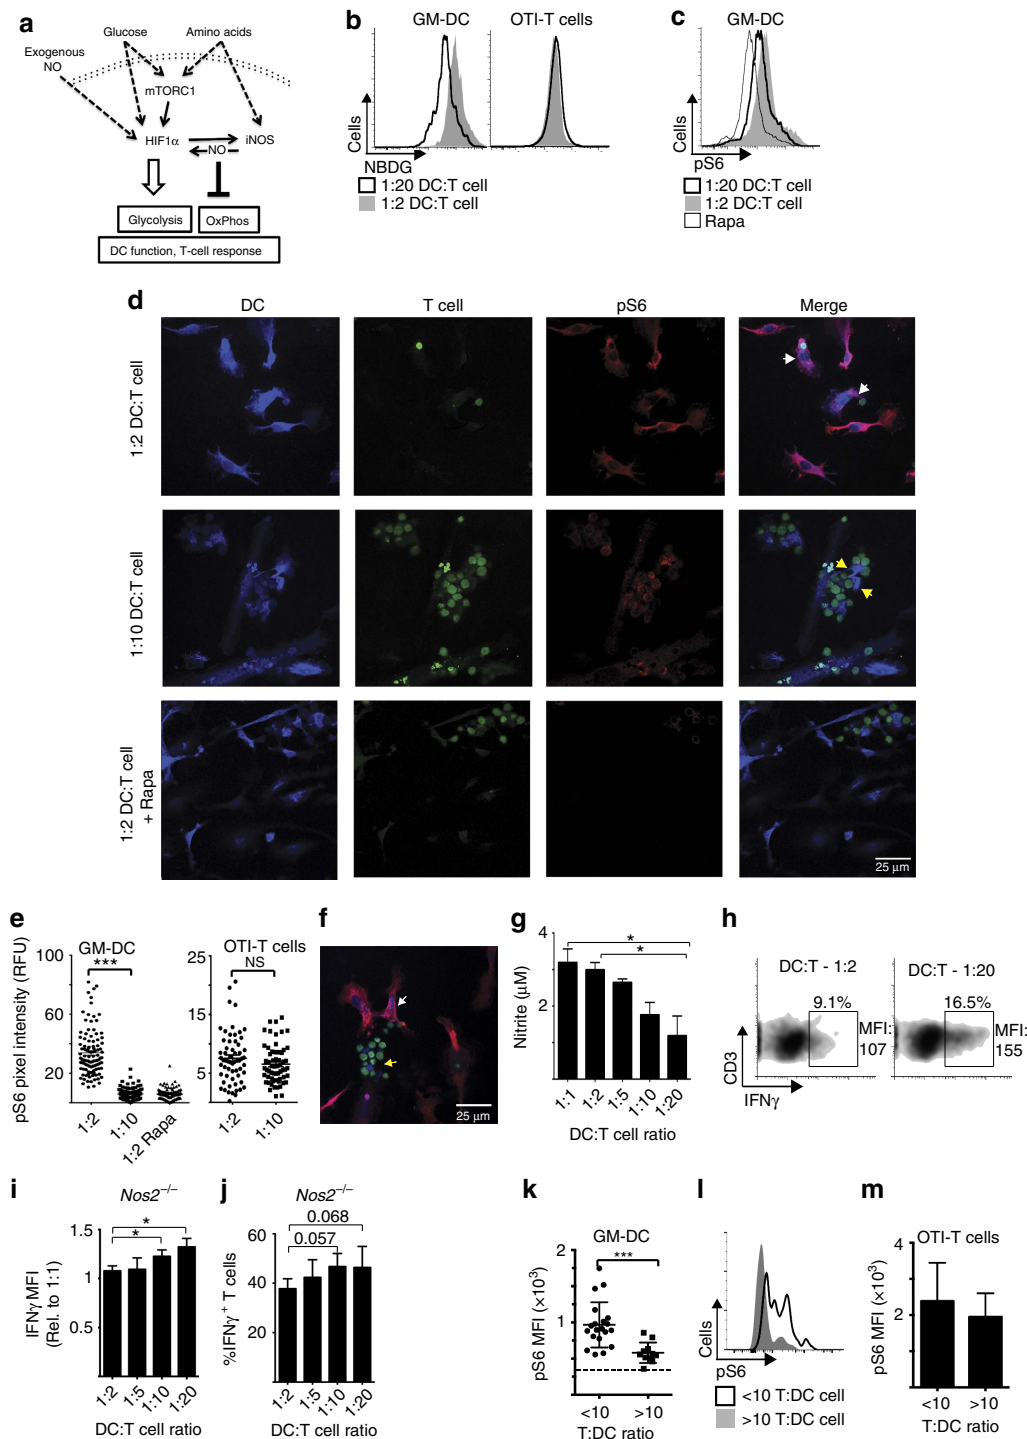 a
Glucose
Amino acids
Exogenous
NO
mTORC1
HIF1α
iNOS
NO
Glycolysis
OxPhos
DC function, T-cell response
b
GM-DC
OTI-T cells
Cells
NBDG
1:20 DC:T cell
1:2 DC:T cell
c
GM-DC
Cells
pS6
1:20 DC:T cell
1:2 DC:T cell
Rapa
d
DC
T cell
pS6
Merge
1:2 DC:T cell
1:10 DC:T cell
1:2 DC:T cell
+ Rapa
25 μm
e
GM-DC
***
pS6 pixel intensity (RFU)
100
60
20
1:2
1:10
1:2 Rapa
OTI-T cells
NS
25
20
15
10
5
1:2
1:10
f
25 μm
g
*
*
Nitrite (μM)
4
2
1:1
1:2
1:5
1:10
1:20
DC:T cell ratio
h
DC:T - 1:2
9.1%
MFI:
107
DC:T - 1:20
16.5%
MFI:
155
CD3
IFNγ
i
Nos2–/–
*
*
IFNγ MFI
(Rel. to 1:1)
1.5
1
0.5
1:2
1:5
1:10
1:20
DC:T cell ratio
j
Nos2–/–
0.068
0.057
%IFNγ+ T cells
60
40
20
1:2
1:5
1:10
1:20
DC:T cell ratio
k
GM-DC
***
pS6 MFI (×10³)
2
1
0
<10
>10
T:DC ratio
l
Cells
pS6
<10 T:DC cell
>10 T:DC cell
m
OTI-T cells
pS6 MFI (×10³)
4
2
0
<10
>10
T:DC ratio